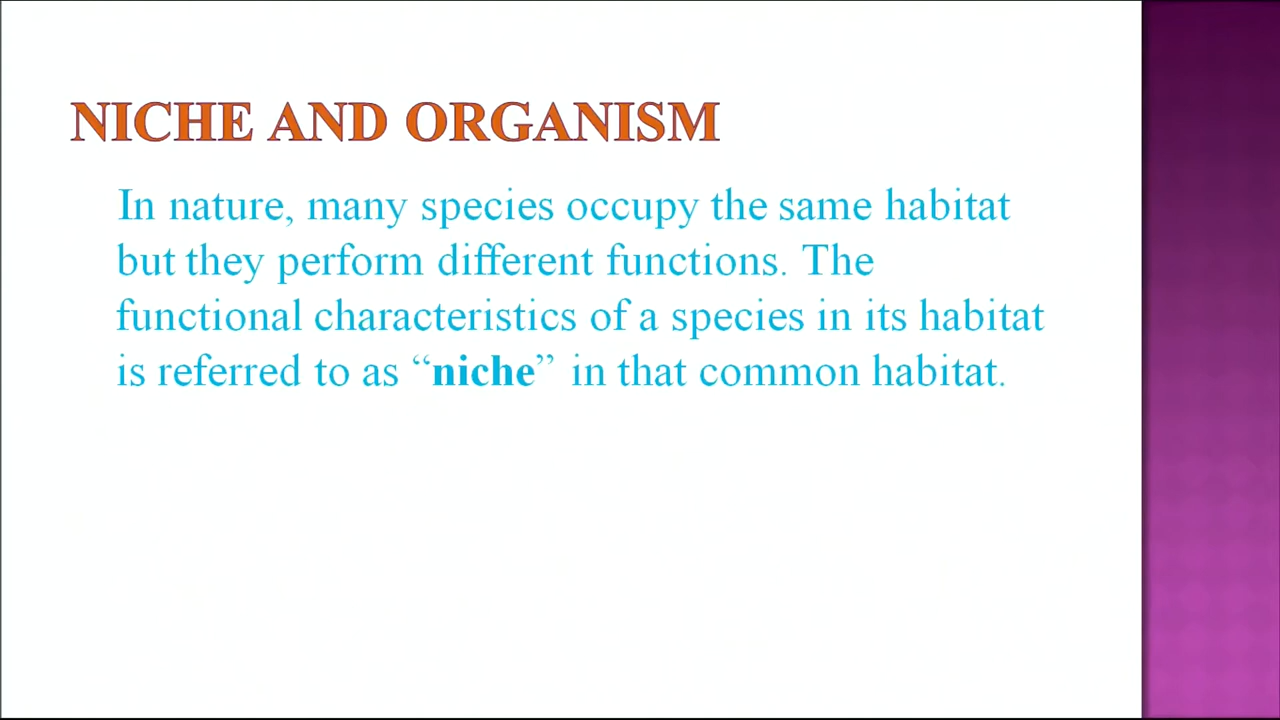 NICHE AND ORGANISM
In nature, many species occupy the same habitat
but they perform different functions. The
functional characteristics of a species in its habitat
is referred to as “niche” in that common habitat.